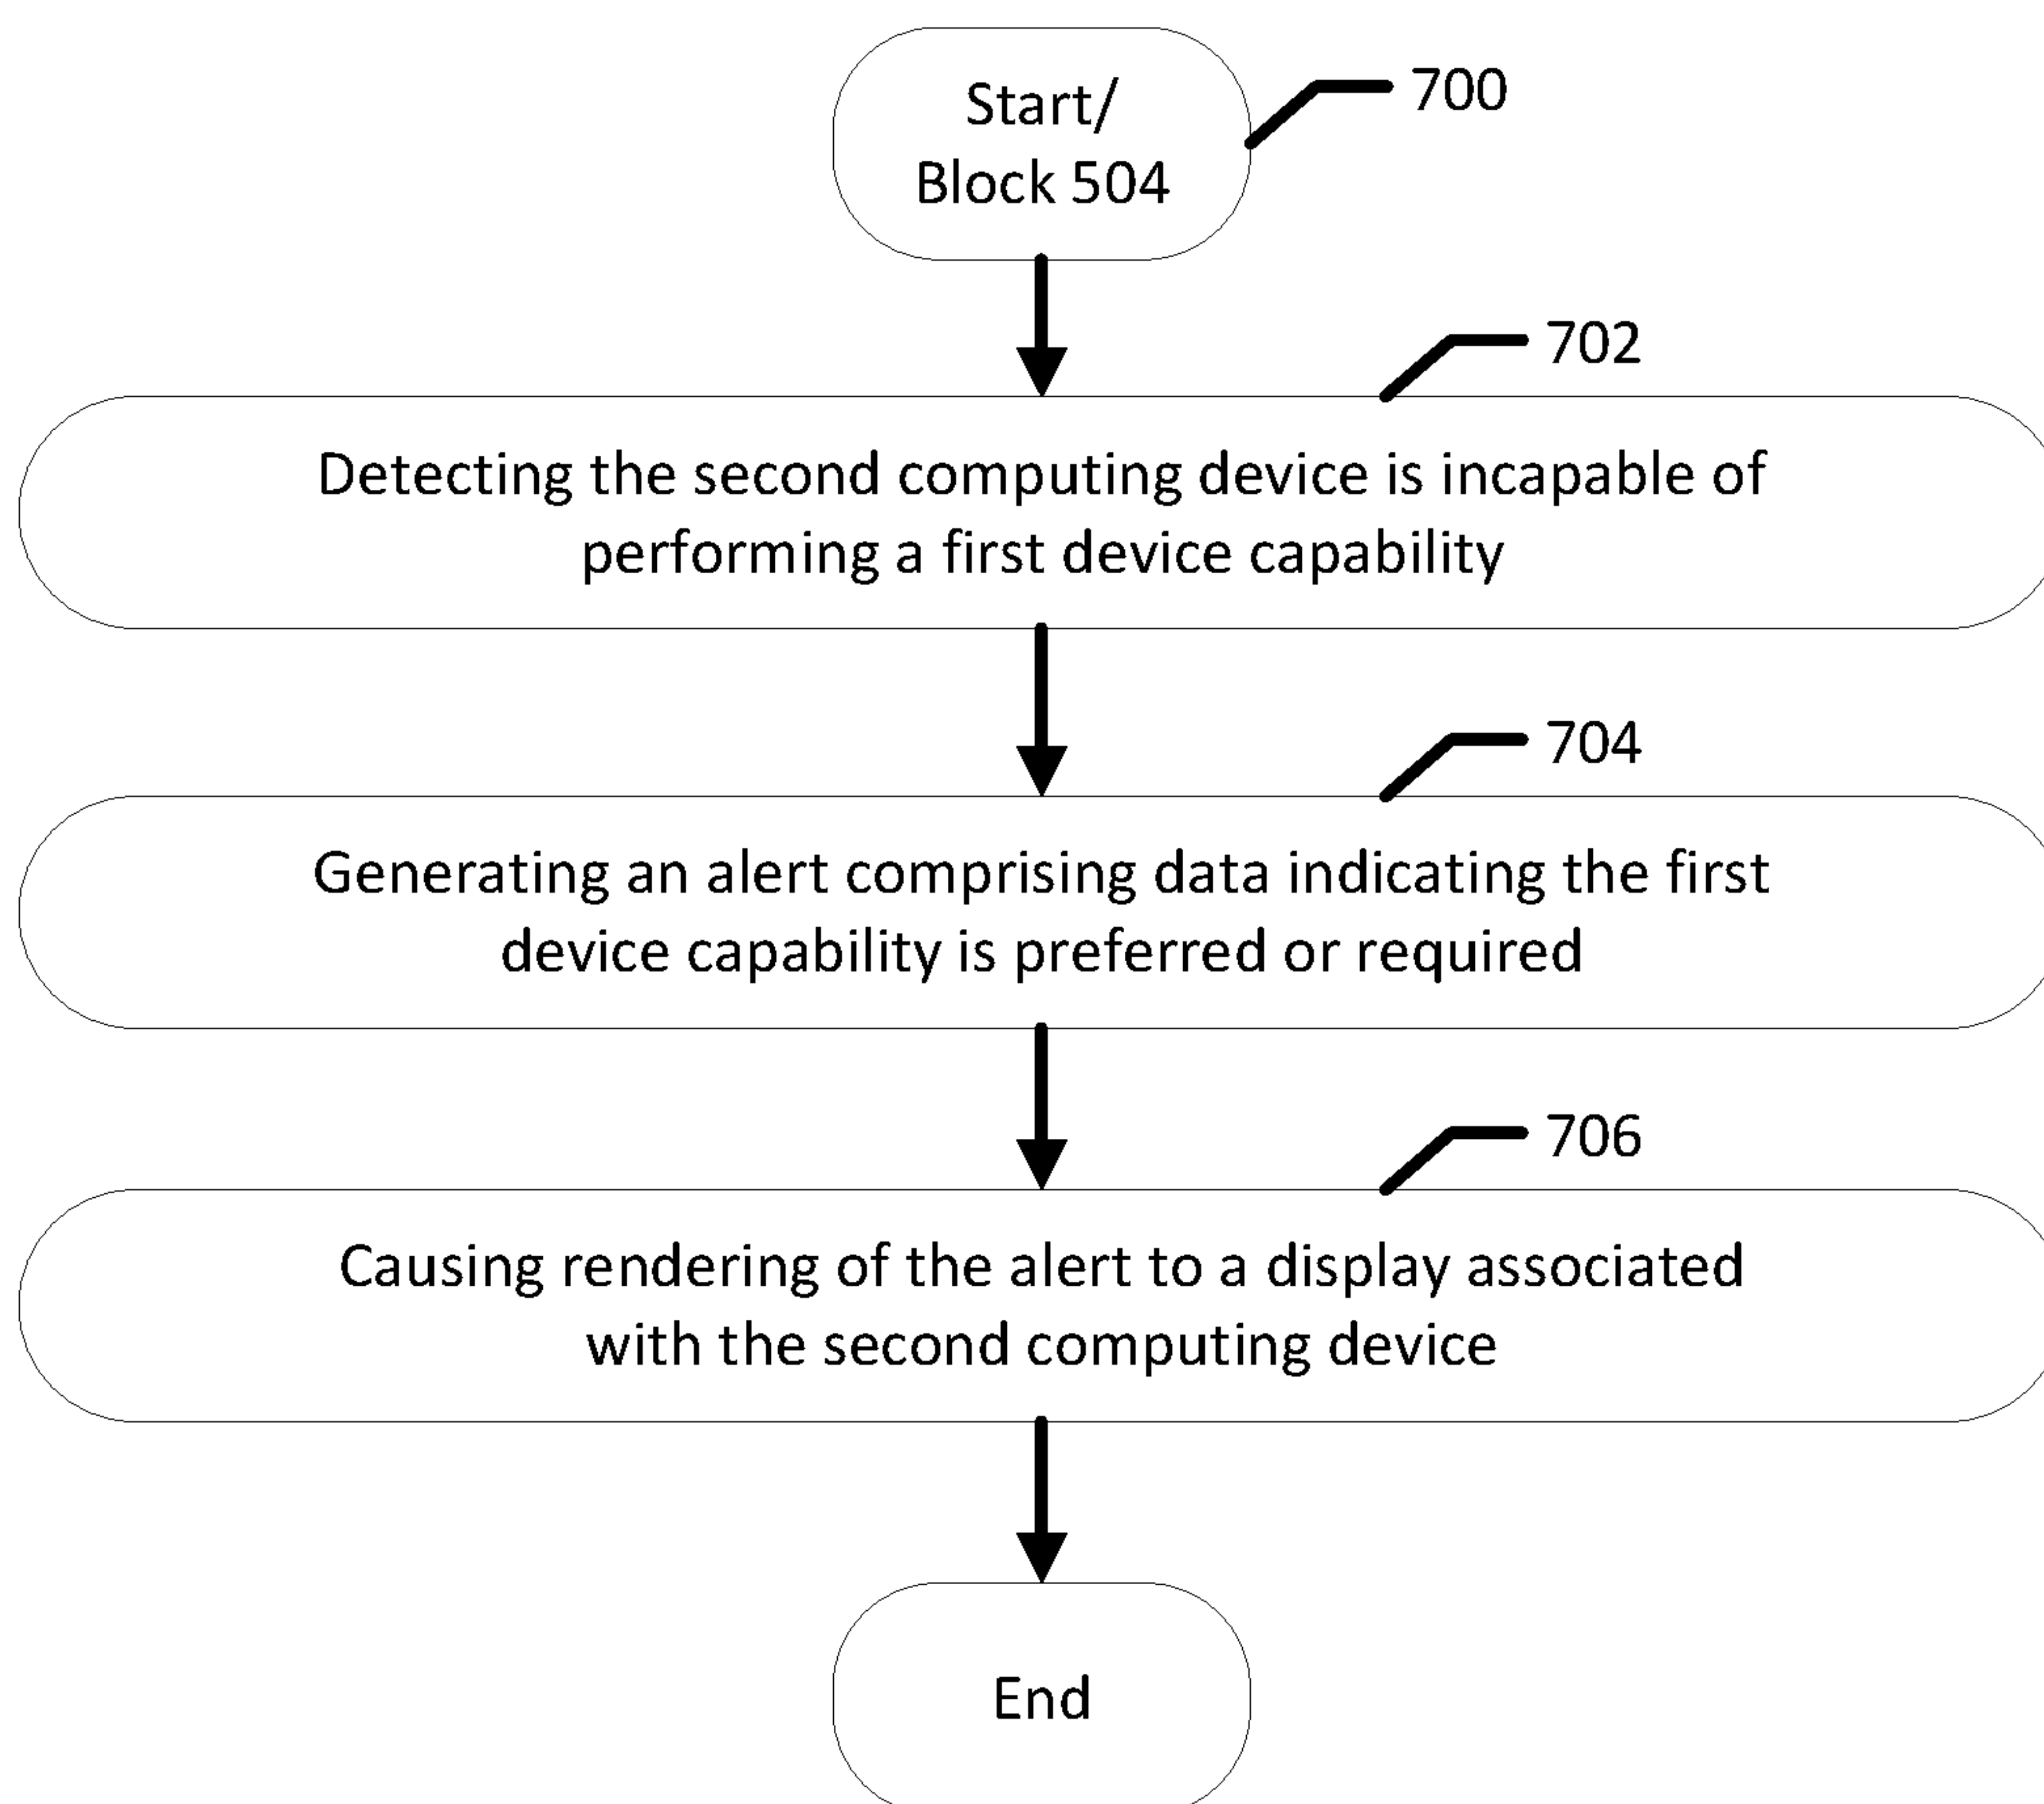 Start/
Block 504
700
702
Detecting the second computing device is incapable of
performing a first device capability
704
Generating an alert comprising data indicating the first
device capability is preferred or required
706
Causing rendering of the alert to a display associated
with the second computing device
End